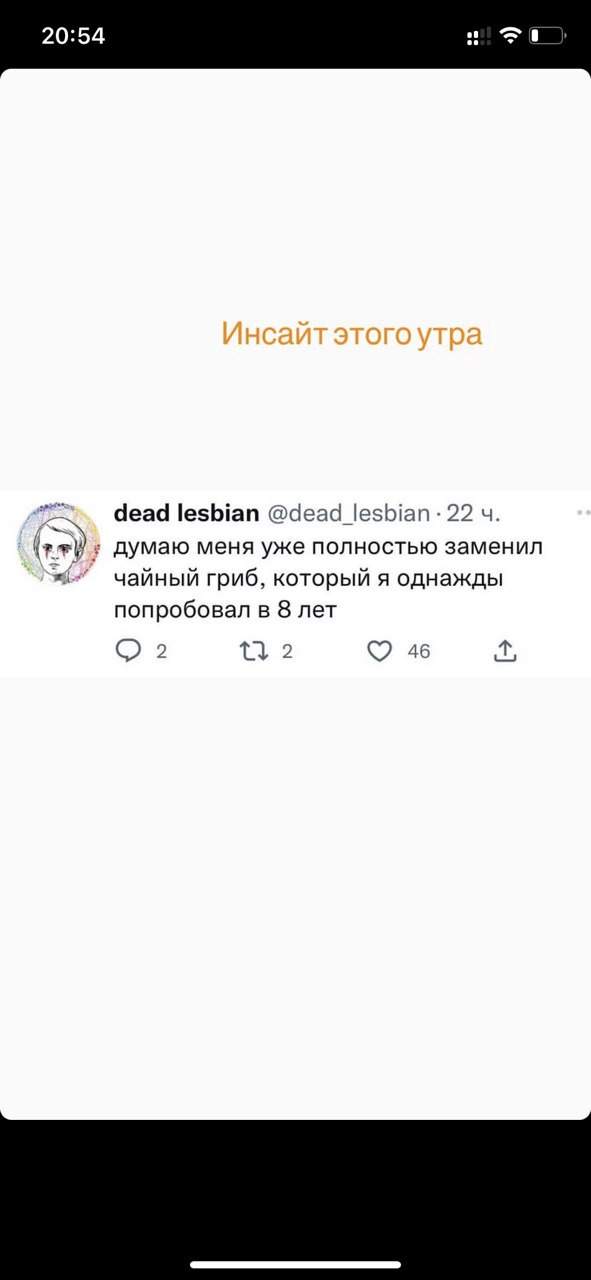 20:54
Инсайт этого утра
dead lesbian @dead_lesbian · 22 ч.
думаю меня уже полностью заменил
чайный гриб, который я однажды
попробовал в 8 лет
2 2 46